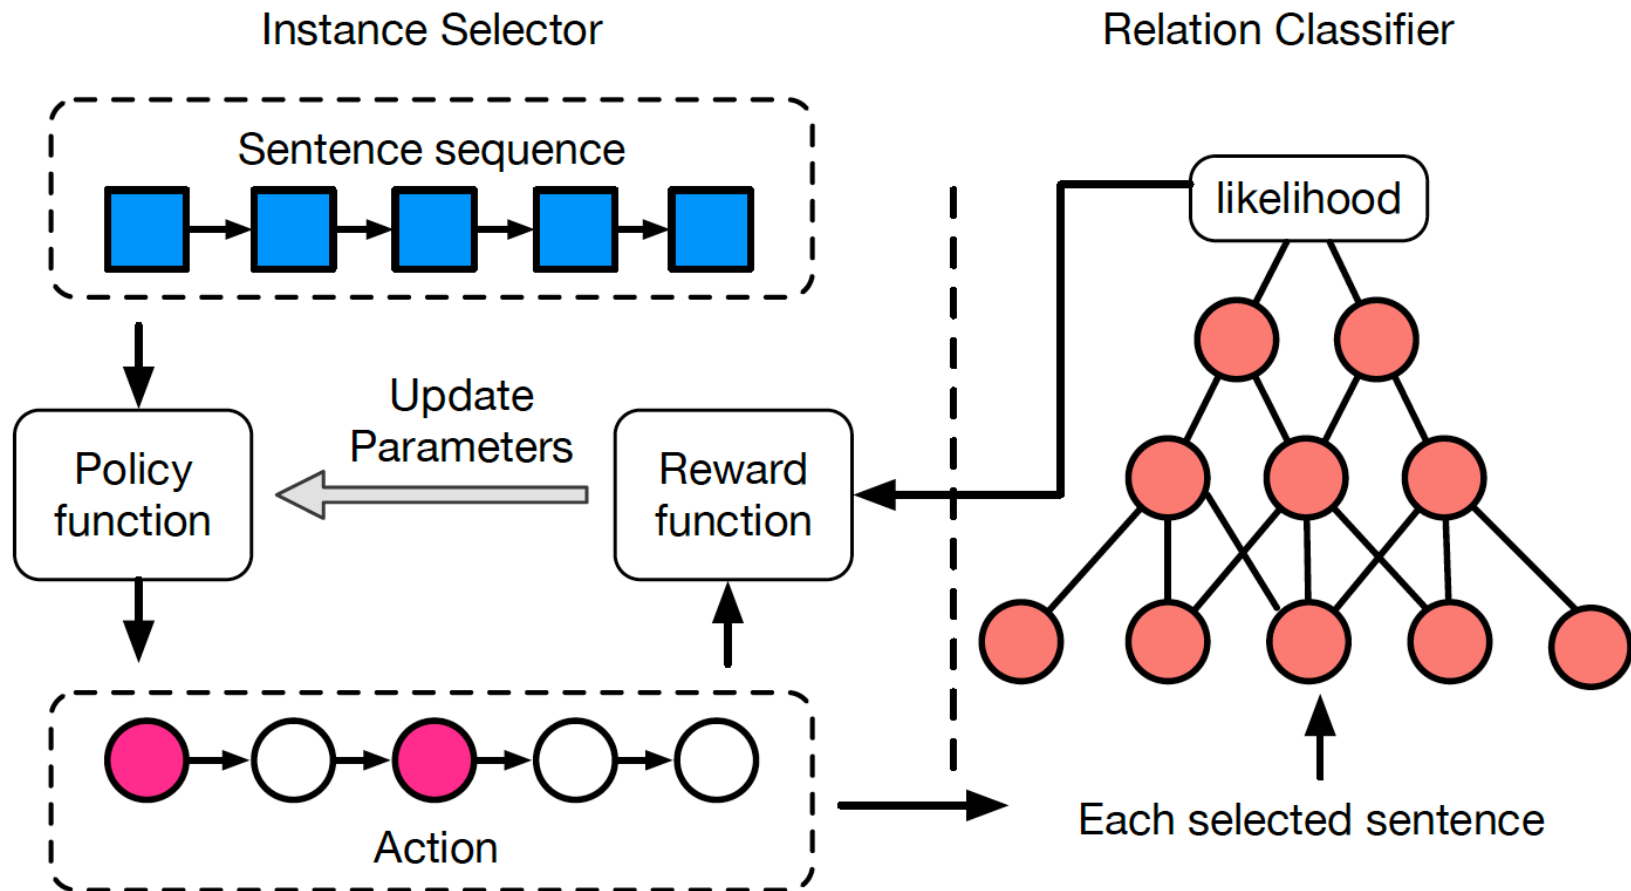 Instance Selector
Relation Classifier
Sentence sequence
likelihood
Update
Parameters
Policy
function
Reward
function
Action
Each selected sentence